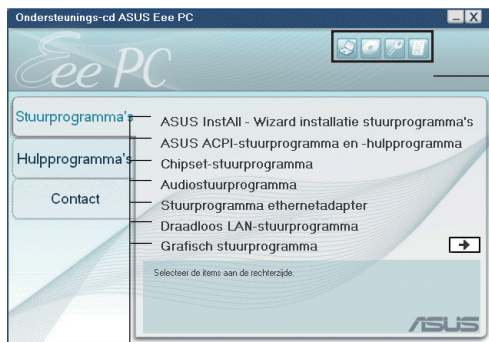 Ondersteunings-cd ASUS Eee PC
Eee PC
Stuurprogramma's
Hulpprogramma's
Contact
ASUS InstAll - Wizard installatie stuurprogramma's
ASUS ACPI-stuurprogramma en -hulpprogramma
Chipset-stuurprogramma
Audiostuurprogramma
Stuurprogramma ethernetadapter
Draadloos LAN-stuurprogramma
Grafisch stuurprogramma
Selecteer de items aan de rechterzijde.
ASUS